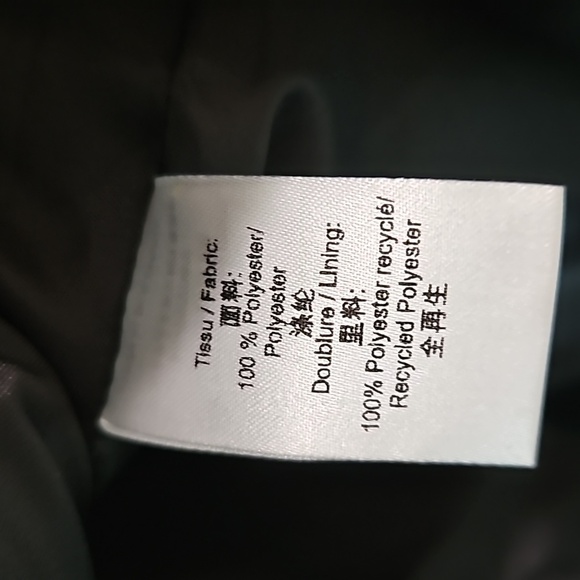 Tissu / Fabric:
面料:
100 % Polyester/
Polyester
涤纶
Doublure / Lining:
里料:
100% Polyester recyclé/
Recycled Polyester
全再生